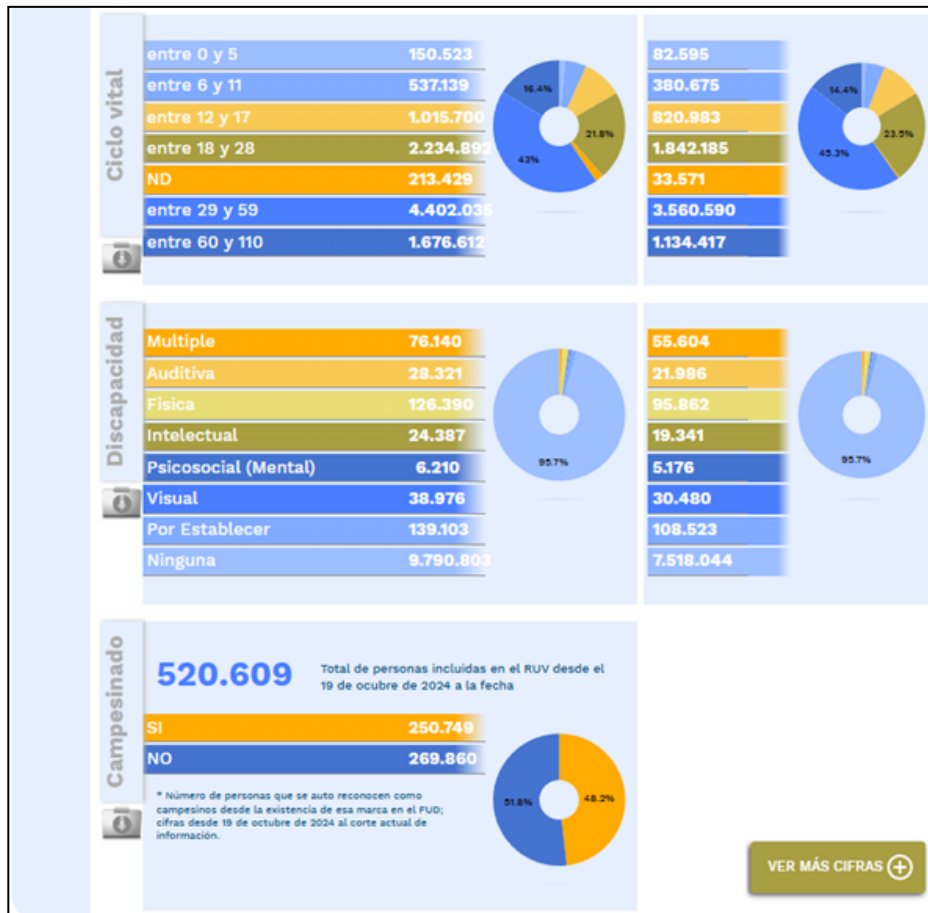 Ciclo vital
entre 0 y 5 150.523 82.595
entre 6 y 11 537.139 380.675
entre 12 y 17 1.015.700 820.983
entre 18 y 28 2.234.892 1.842.185
ND 213.429 33.571
entre 29 y 59 4.402.035 3.560.590
entre 60 y 110 1.676.612 1.134.417
16.4%
21.8%
43%
14.4%
23.5%
45.3%
Discapacidad
Multiple 76.140 55.604
Auditiva 28.321 21.986
Fisica 126.390 95.862
Intelectual 24.387 19.341
Psicosocial (Mental) 6.210 5.176
Visual 38.976 30.480
Por Establecer 139.103 108.523
Ninguna 9.790.803 7.518.044
95.7%
95.7%
Campesinado
520.609
Total de personas incluidas en el RUV desde el
19 de ocubre de 2024 a la fecha
SI 250.749
NO 269.860
* Número de personas que se auto reconocen como
campesinos desde la existencia de esa marca en el FUD;
cifras desde 19 de octubre de 2024 al corte actual de
información.
51.8%
48.2%
VER MÁS CIFRAS